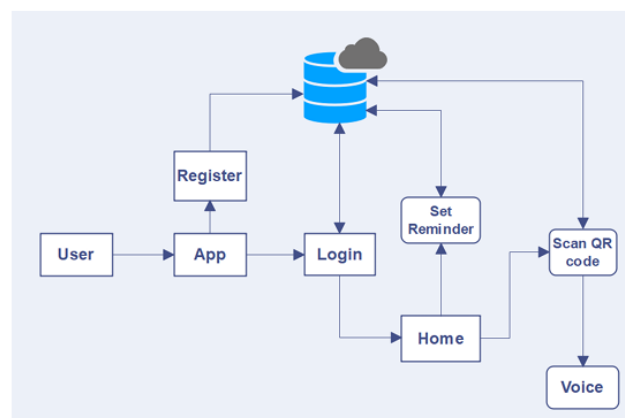 Register
Set
Reminder
User
App
Login
Scan QR
code
Home
Voice